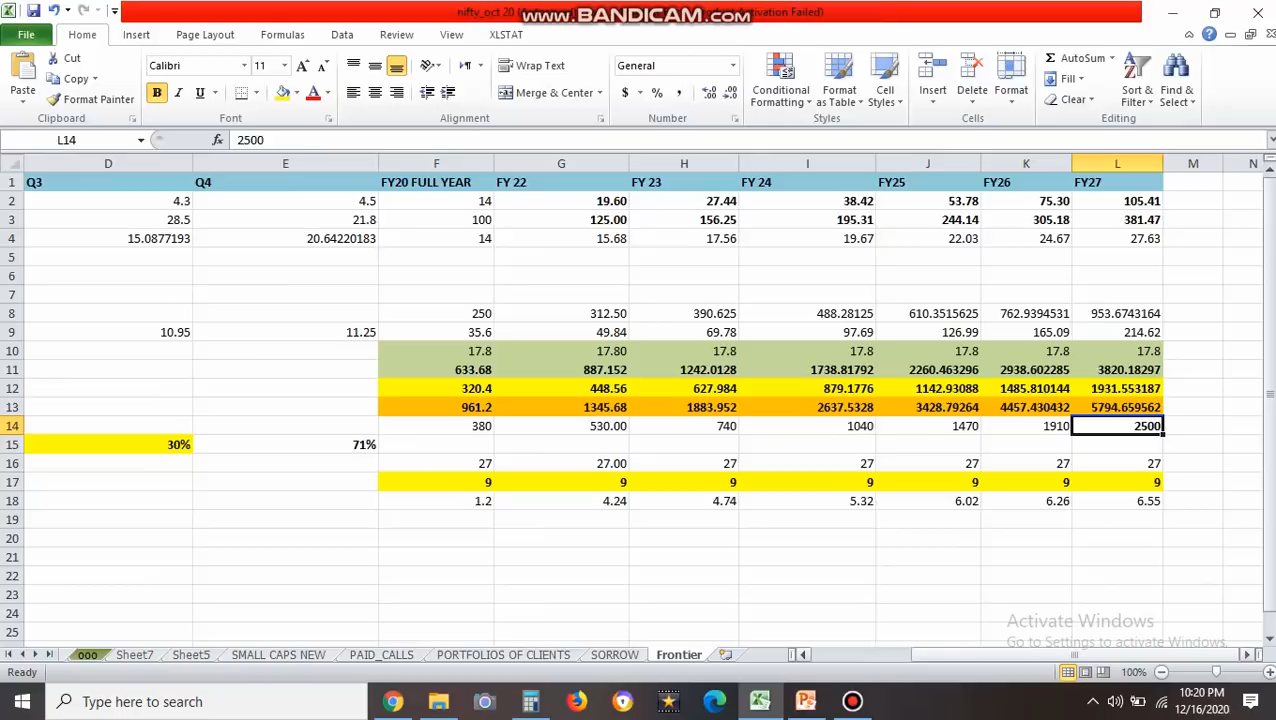 nifty_oct 20 Activation Failed)
www.BANDICAM.com
File Home Insert Page Layout Formulas Data Review View XLSTAT
Paste Cut Copy Format Painter Clipboard
Calibri 11 B I U A Font
Wrap Text Merge & Center Alignment
General $ % , Number
Conditional Formatting Format as Table Cell Styles Styles
Insert Delete Format Cells
Σ AutoSum Fill Clear Sort & Filter Find & Select Editing
L14 fx 2500
D E F G H I J K L M N
1 Q3 Q4 FY20 FULL YEAR FY 22 FY 23 FY 24 FY25 FY26 FY27
2 4.3 4.5 14 19.60 27.44 38.42 53.78 75.30 105.41
3 28.5 21.8 100 125.00 156.25 195.31 244.14 305.18 381.47
4 15.0877193 20.64220183 14 15.68 17.56 19.67 22.03 24.67 27.63
5
6
7
8 250 312.50 390.625 488.28125 610.3515625 762.9394531 953.6743164
9 10.95 11.25 35.6 49.84 69.78 97.69 126.99 165.09 214.62
10 17.8 17.80 17.8 17.8 17.8 17.8 17.8
11 633.68 887.152 1242.0128 1738.81792 2260.463296 2938.602285 3820.18297
12 320.4 448.56 627.984 879.1776 1142.93088 1485.810144 1931.553187
13 961.2 1345.68 1883.952 2637.5328 3428.79264 4457.430432 5794.659562
14 380 530.00 740 1040 1470 1910 2500
15 30% 71%
16 27 27.00 27 27 27 27 27
17 9 9 9 9 9 9 9
18 1.2 4.24 4.74 5.32 6.02 6.26 6.55
19
20
21
22
23
24
25
Activate Windows
Go to Settings to activate Windows.
ooo Sheet7 Sheet5 SMALL CAPS NEW PAID_CALLS PORTFOLIOS OF CLIENTS SORROW Frontier
Ready 100%
Type here to search
10:20 PM
12/16/2020